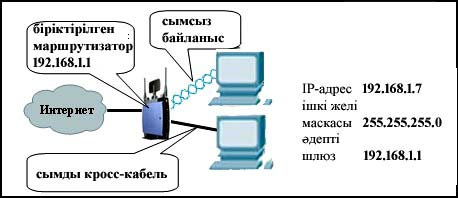 біріктірілген
маршрутизатор
192.168.1.1
сымсыз
байланыс
Интернет
сымды кросс-кабель
IP-адрес 192.168.1.7
ішкі желі
маскасы 255.255.255.0
әдепті
шлюз 192.168.1.1